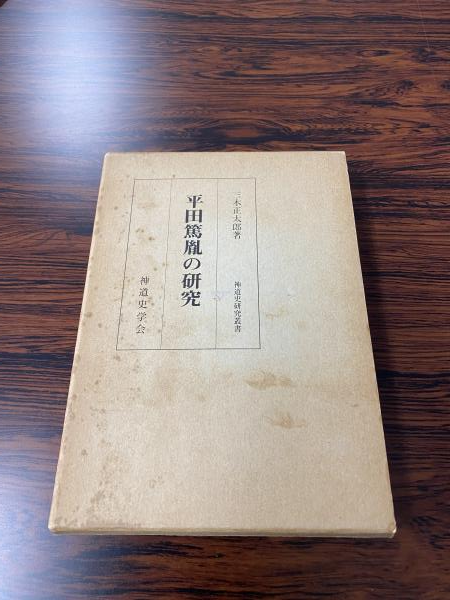 三木正太郎著
神道史研究叢書
平田篤胤の研究
神道史学会